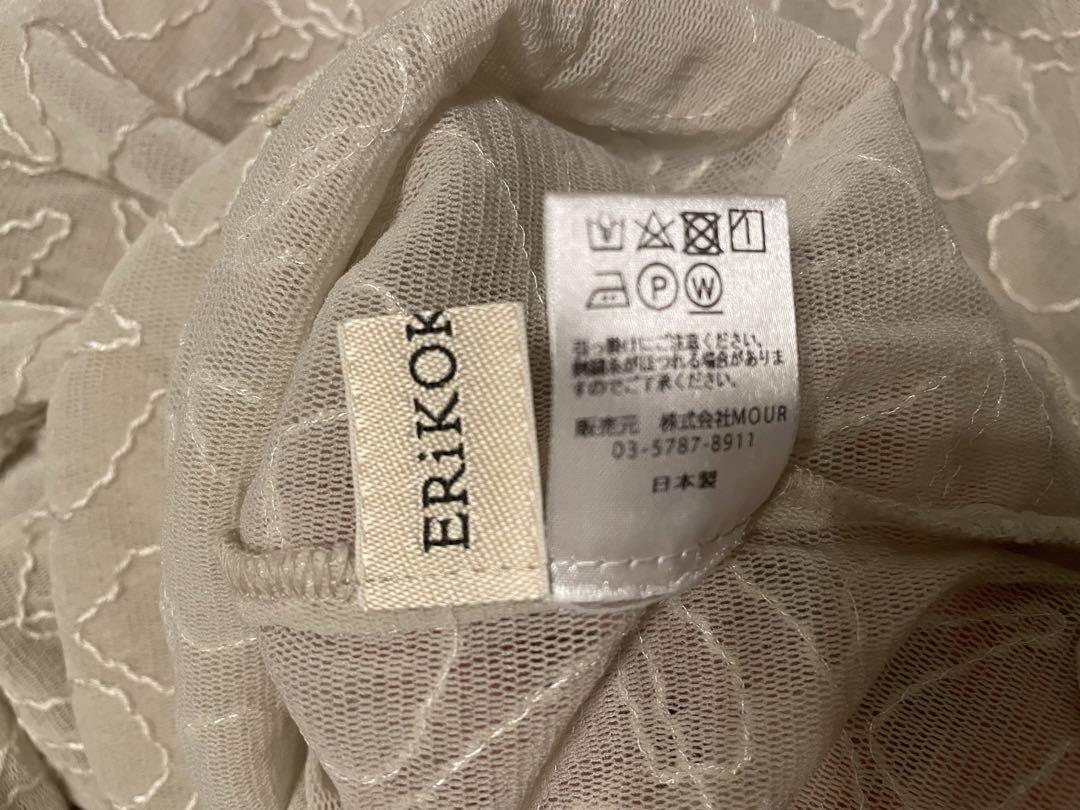 ERiKOK
P W
引っ掛けにご注意ください。
刺繍糸がほつれる場合がありま
すのでご了承ください。
販売元 株式会社MOUR
03-5787-8911
日本製